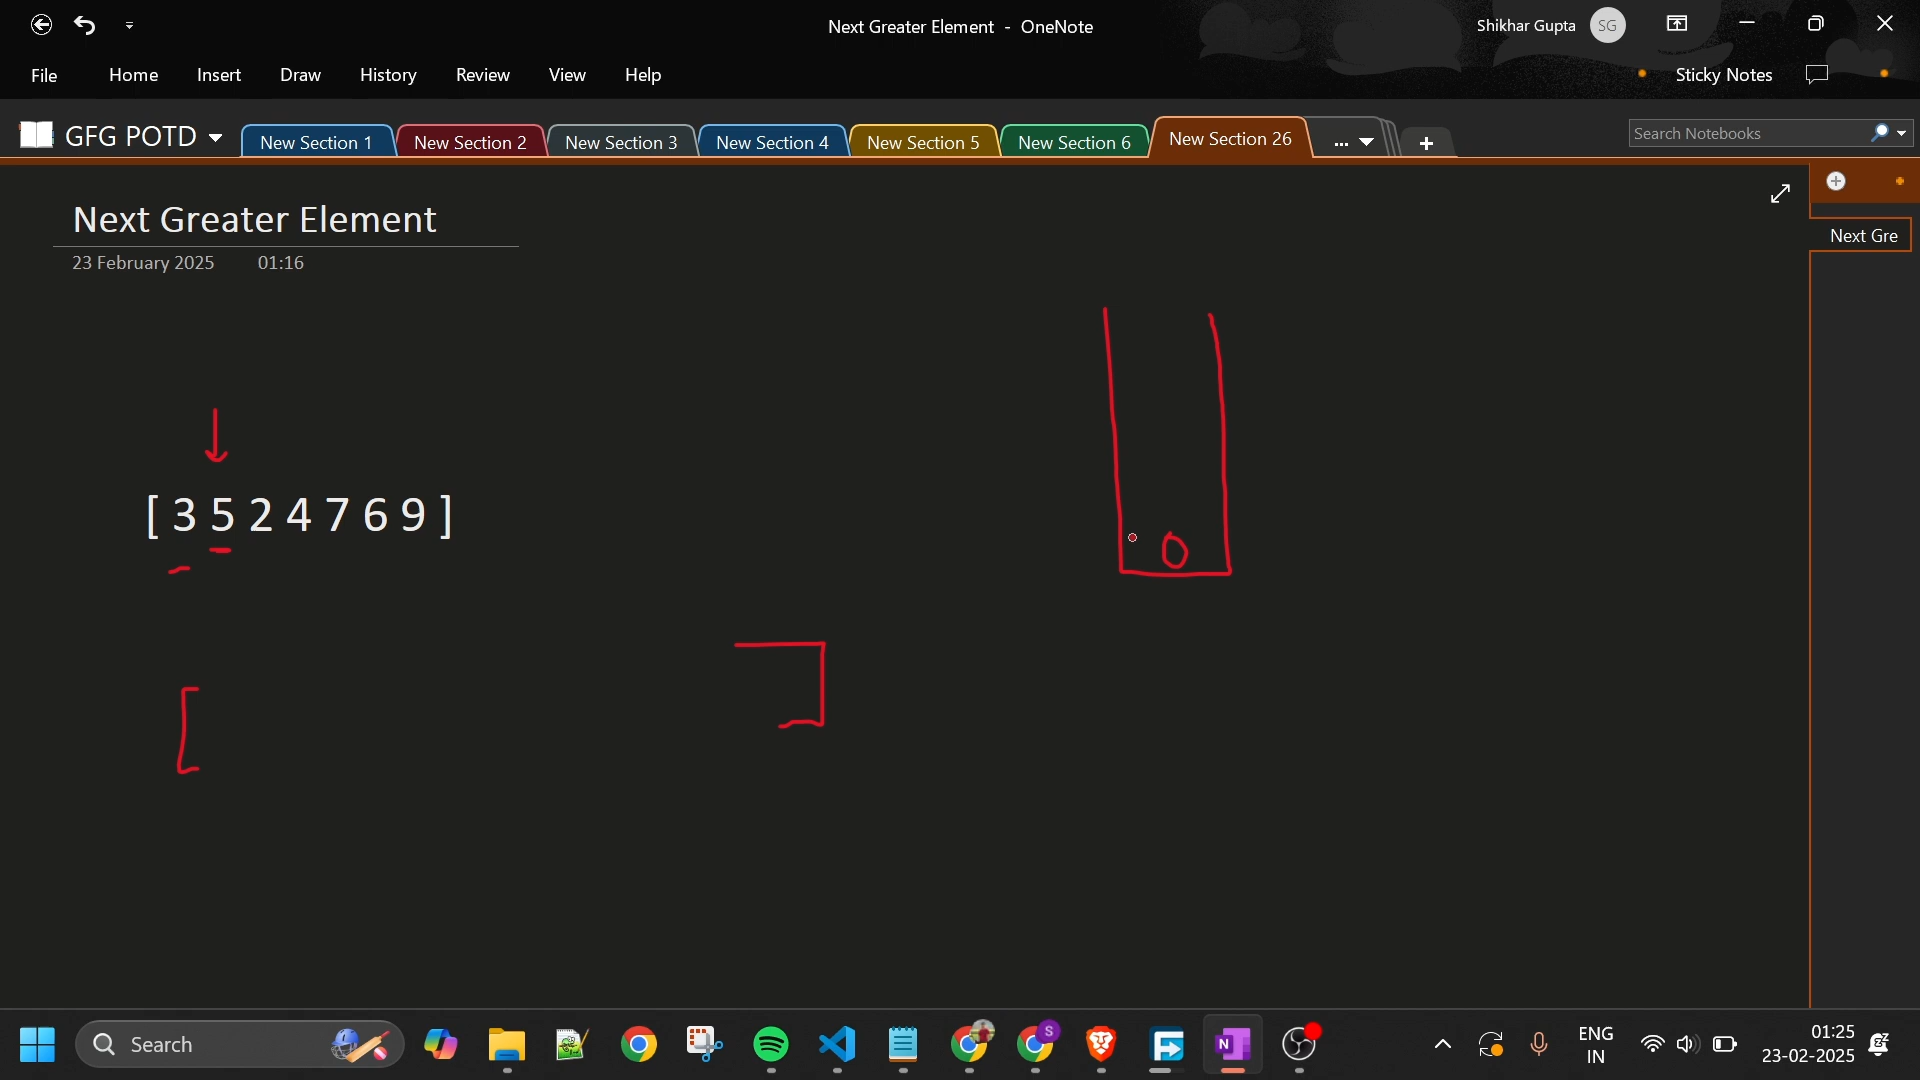 Next Greater Element - OneNote
Shikhar Gupta SG
File Home Insert Draw History Review View Help
Sticky Notes
GFG POTD
New Section 1 New Section 2 New Section 3 New Section 4 New Section 5 New Section 6 New Section 26 ... +
Search Notebooks
Next Greater Element
Next Gre
23 February 2025 01:16
[ 3 5 2 4 7 6 9 ]
0
[ ]
Search
S
N
ENG
IN
01:25
23-02-2025